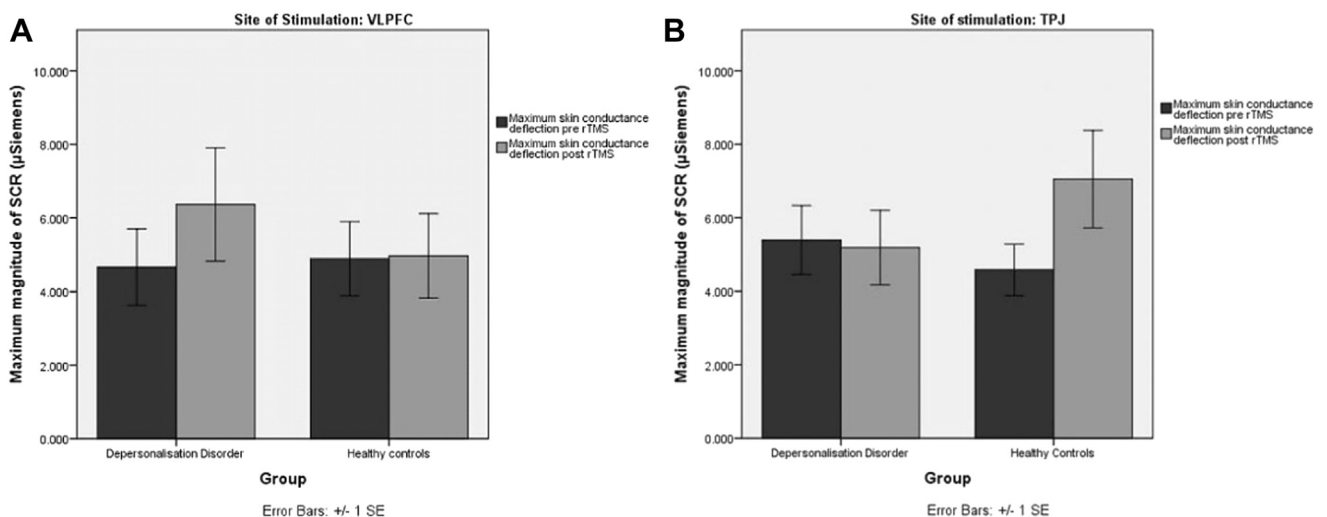 A
Site of Stimulation: VLPFC
Maximum magnitude of SCR (µSiemens)
10.000
8.000
6.000
4.000
2.000
0.000
Depersonalisation Disorder
Healthy controls
Group
Error Bars: +/- 1 SE
Maximum skin conductance
deflection pre rTMS
Maximum skin conductance
deflection post rTMS
B
Site of stimulation: TPJ
Maximum magnitude of SCR (µSiemens)
10.000
8.000
6.000
4.000
2.000
0.000
Depersonalisation Disorder
Healthy Controls
Group
Error Bars: +/- 1 SE
Maximum skin conductance
deflection pre rTMS
Maximum skin conductance
deflection post rTMS